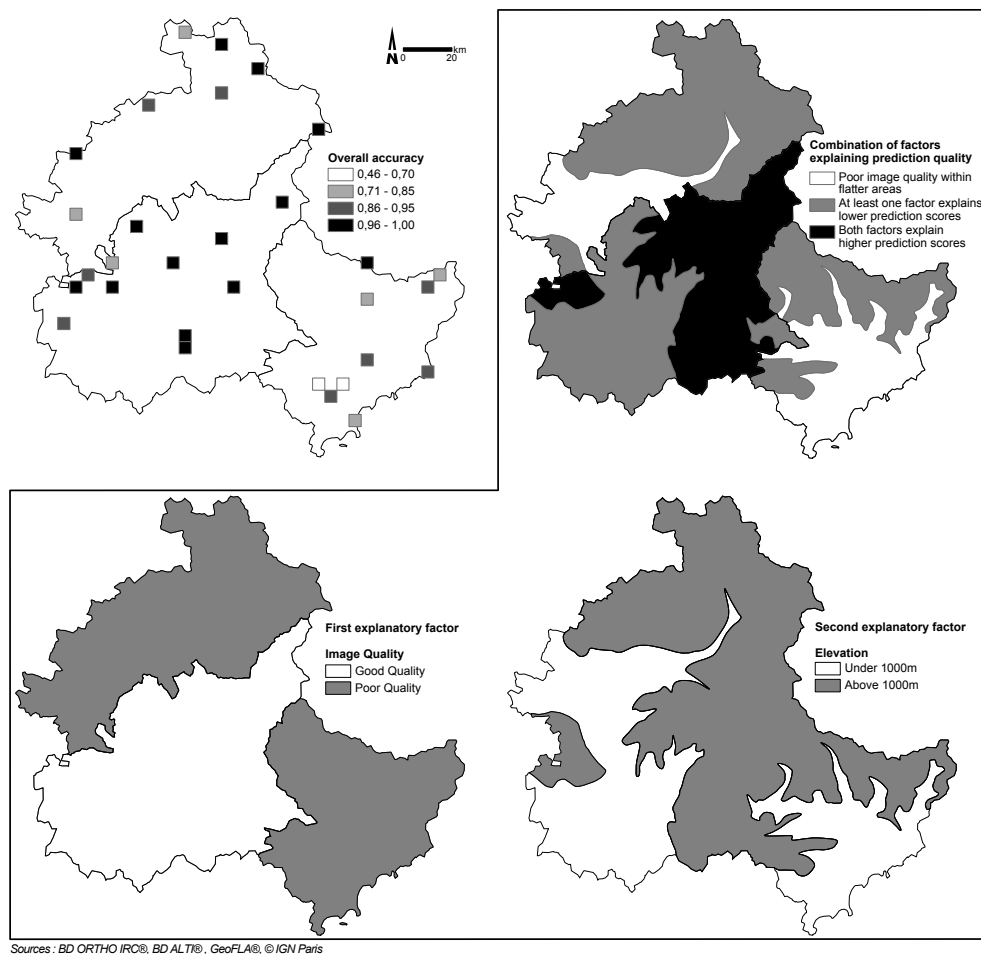 N
km
0
20
Overall accuracy
0,46 - 0,70
0,71 - 0,85
0,86 - 0,95
0,96 - 1,00
Combination of factors
explaining prediction quality
Poor image quality within
flatter areas
At least one factor explains
lower prediction scores
Both factors explain
higher prediction scores
First explanatory factor
Image Quality
Good Quality
Poor Quality
Second explanatory factor
Elevation
Under 1000m
Above 1000m
Sources : BD ORTHO IRC®, BD ALTI® , GeoFLA®, © IGN Paris